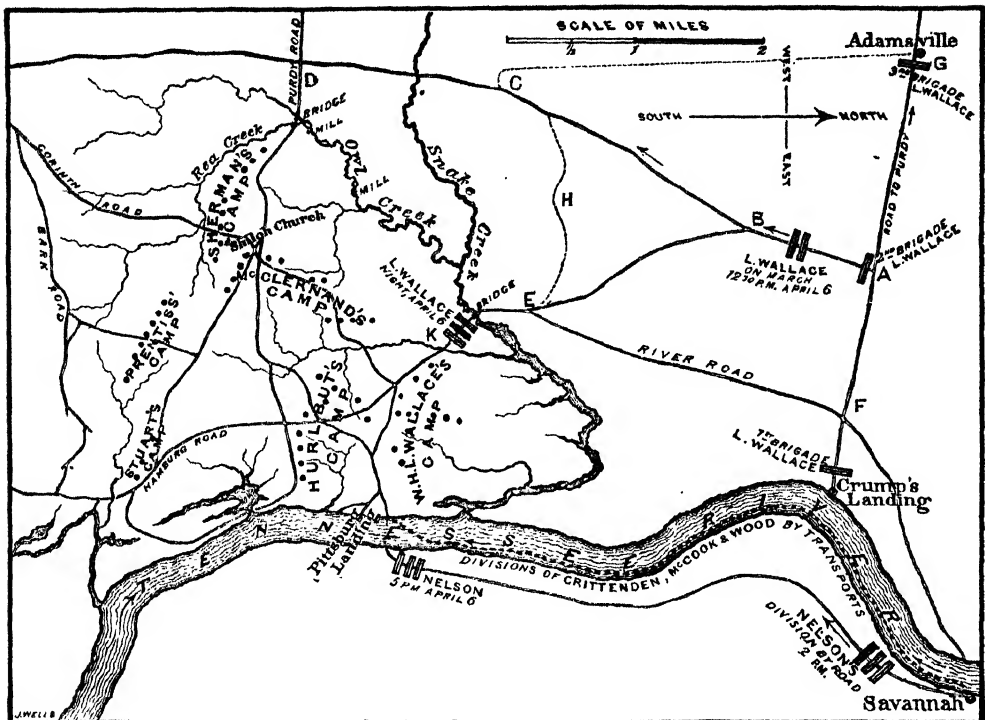 SCALE OF MILES
½ 1 2
Adamsville
G
3RD BRIGADE
L. WALLACE
WEST
EAST
SOUTH NORTH
ROAD TO PURDY
PURDY ROAD
D
C
BRIDGE
MILL
Owl
MILL
Creek
Rea Creek
Snake
Creek
H
B
L. WALLACE
ON MARCH
12 30 P.M. APRIL 6
2ND BRIGADE
L. WALLACE
A
CORINTH
ROAD
BARK
ROAD
SHERMAN'S
CAMP
Shiloh Church
McCLERNAND'S
CAMP
L. WALLACE
NIGHT, APRIL 6
BRIDGE
E
K
PRENTISS'
CAMP
RIVER ROAD
F
STUART'S
CAMP
HAMBURG ROAD
HURLBUT'S
CAMP
W.H.L. WALLACE'S
CAMP
1ST BRIGADE
L. WALLACE
Crump's
Landing
Pittsburg
Landing
TENNESSEE RIVER
DIVISIONS OF CRITTENDEN, McCOOK & WOOD BY TRANSPORTS
NELSON
5 PM APRIL 6
NELSON'S
DIVISION BY ROAD
2 P.M.
Savannah
J. WELLS